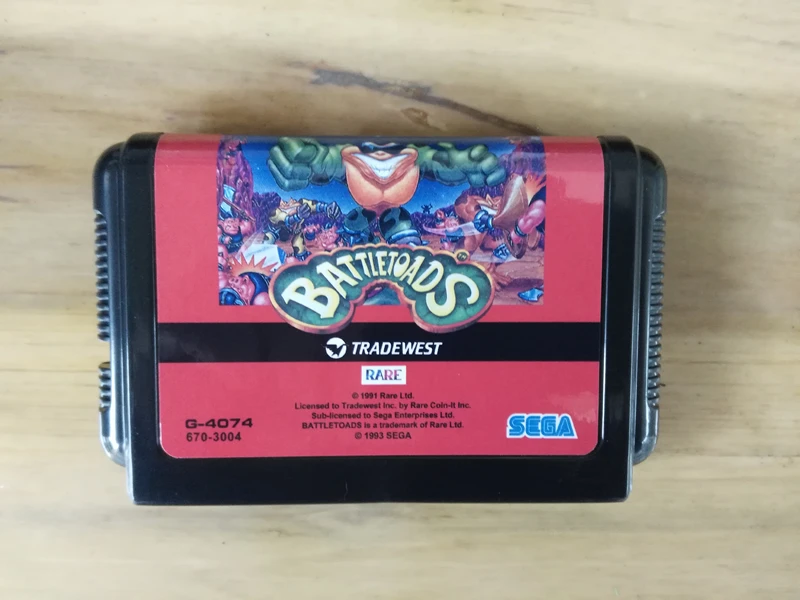 BATTLETOADS TM
TRADEWEST
RARE
© 1991 Rare Ltd.
Licensed to Tradewest Inc. by Rare Coin-it Inc.
Sub-licensed to Sega Enterprises Ltd.
BATTLETOADS is a trademark of Rare Ltd.
© 1993 SEGA
G-4074
670-3004
SEGA